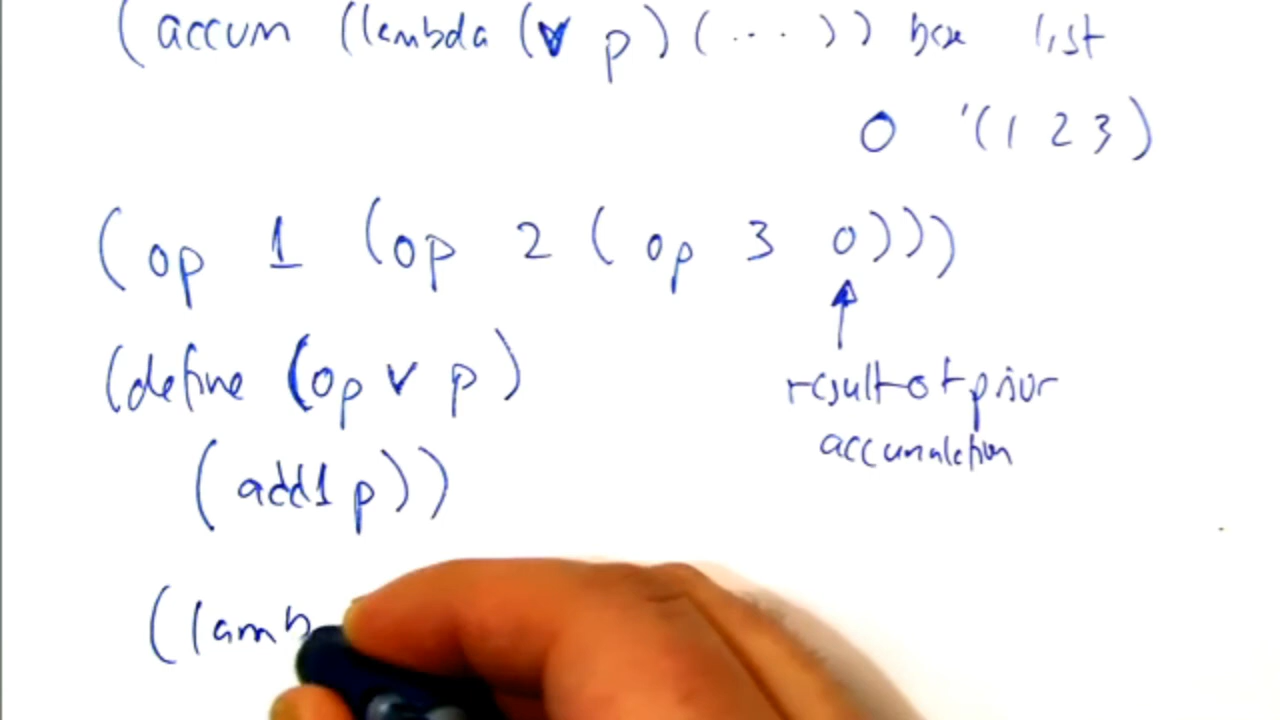 (accum (lambda (v p) (...)) base list
0 '(1 2 3)
(op 1 (op 2 (op 3 0)))
(define (op v p)
result of prior
accumulation
(add1 p))
(lamb